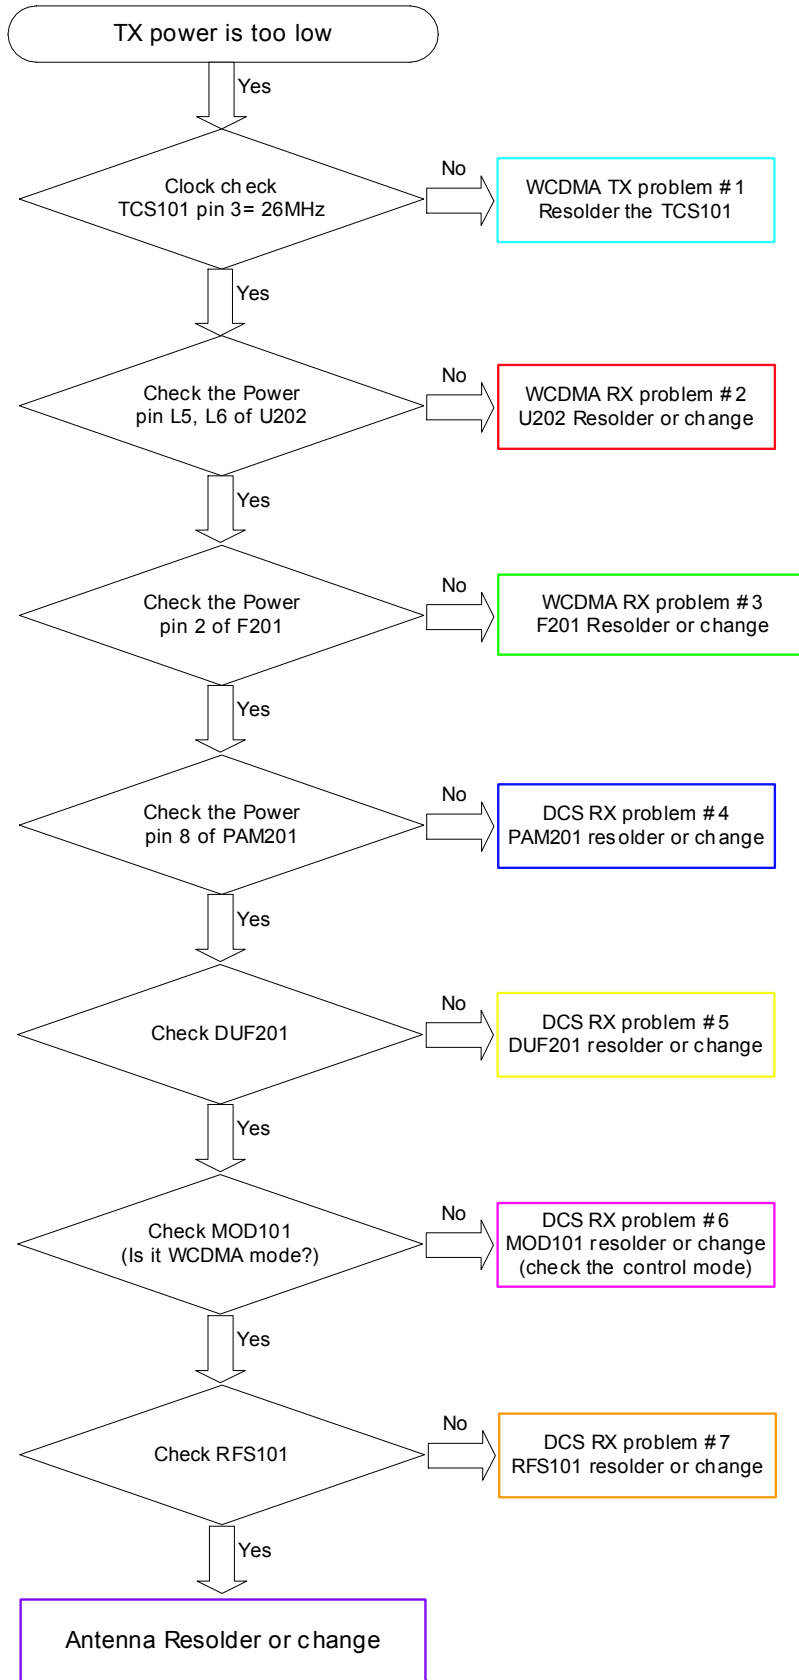 TX power is too low
Yes
Clock check
TCS101 pin 3= 26MHz
No
WCDMA TX problem #1
Resolder the TCS101
Yes
Check the Power
pin L5, L6 of U202
No
WCDMA RX problem #2
U202 Resolder or change
Yes
Check the Power
pin 2 of F201
No
WCDMA RX problem #3
F201 Resolder or change
Yes
Check the Power
pin 8 of PAM201
No
DCS RX problem #4
PAM201 resolder or change
Yes
Check DUF201
No
DCS RX problem #5
DUF201 resolder or change
Yes
Check MOD101
(Is it WCDMA mode?)
No
DCS RX problem #6
MOD101 resolder or change
(check the control mode)
Yes
Check RFS101
No
DCS RX problem #7
RFS101 resolder or change
Yes
Antenna Resolder or change